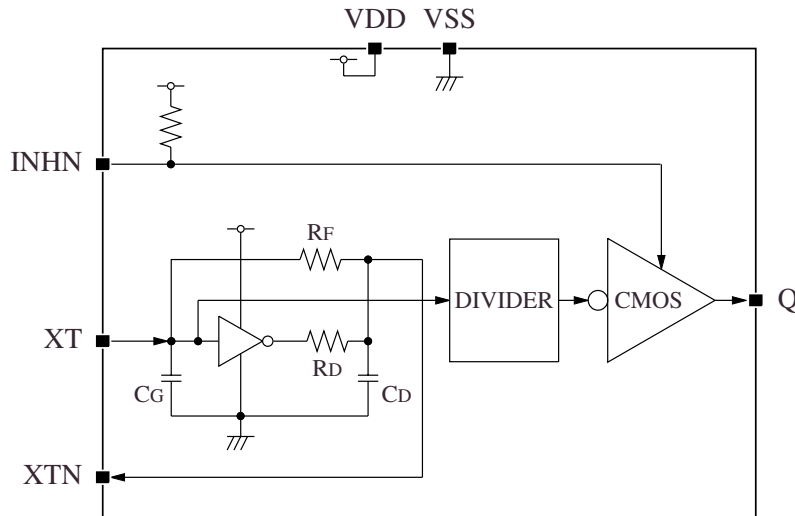 VDD VSS
INHN
RF
DIVIDER
CMOS
Q
XT
RD
CG
CD
XTN